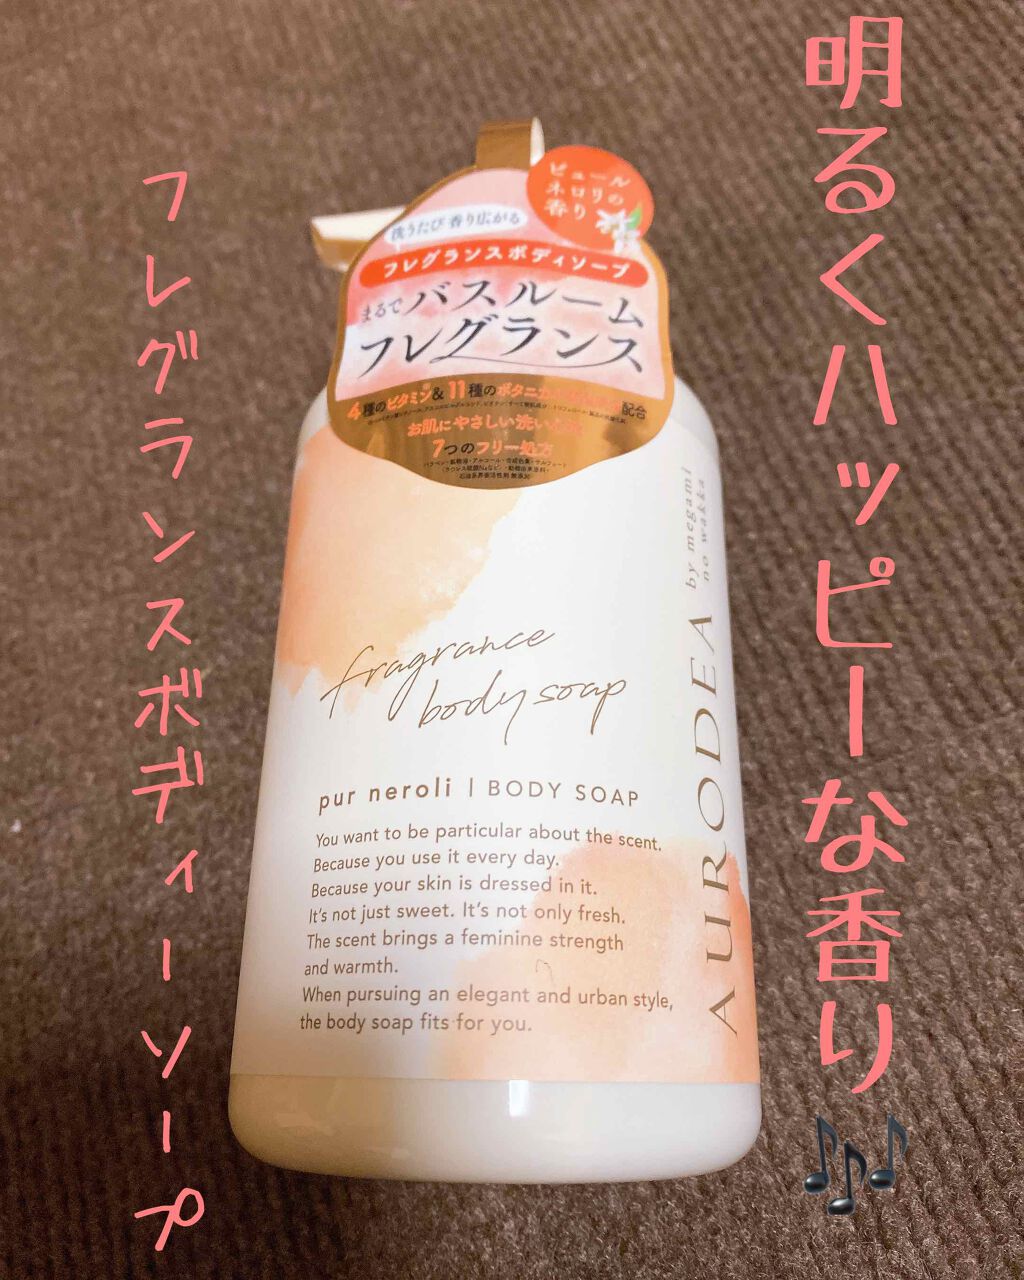 明るくハッピーな香り
フレグランスボディーソープ
ピュール
ネロリの
香り
洗うたび香り広がる
フレグランスボディソープ
まるでバスルーム
フレグランス
4種のビタミン&11種のボタニカル 配合
お肌にやさしい洗い
7つのフリー処方
fragrance
body soap
pur neroli | BODY SOAP
You want to be particular about the scent.
Because you use it every day.
Because your skin is dressed in it.
It's not just sweet. It's not only fresh.
The scent brings a feminine strength
and warmth.
When pursuing an elegant and urban style,
the body soap fits for you.
AURODEA
by megami
no wakka